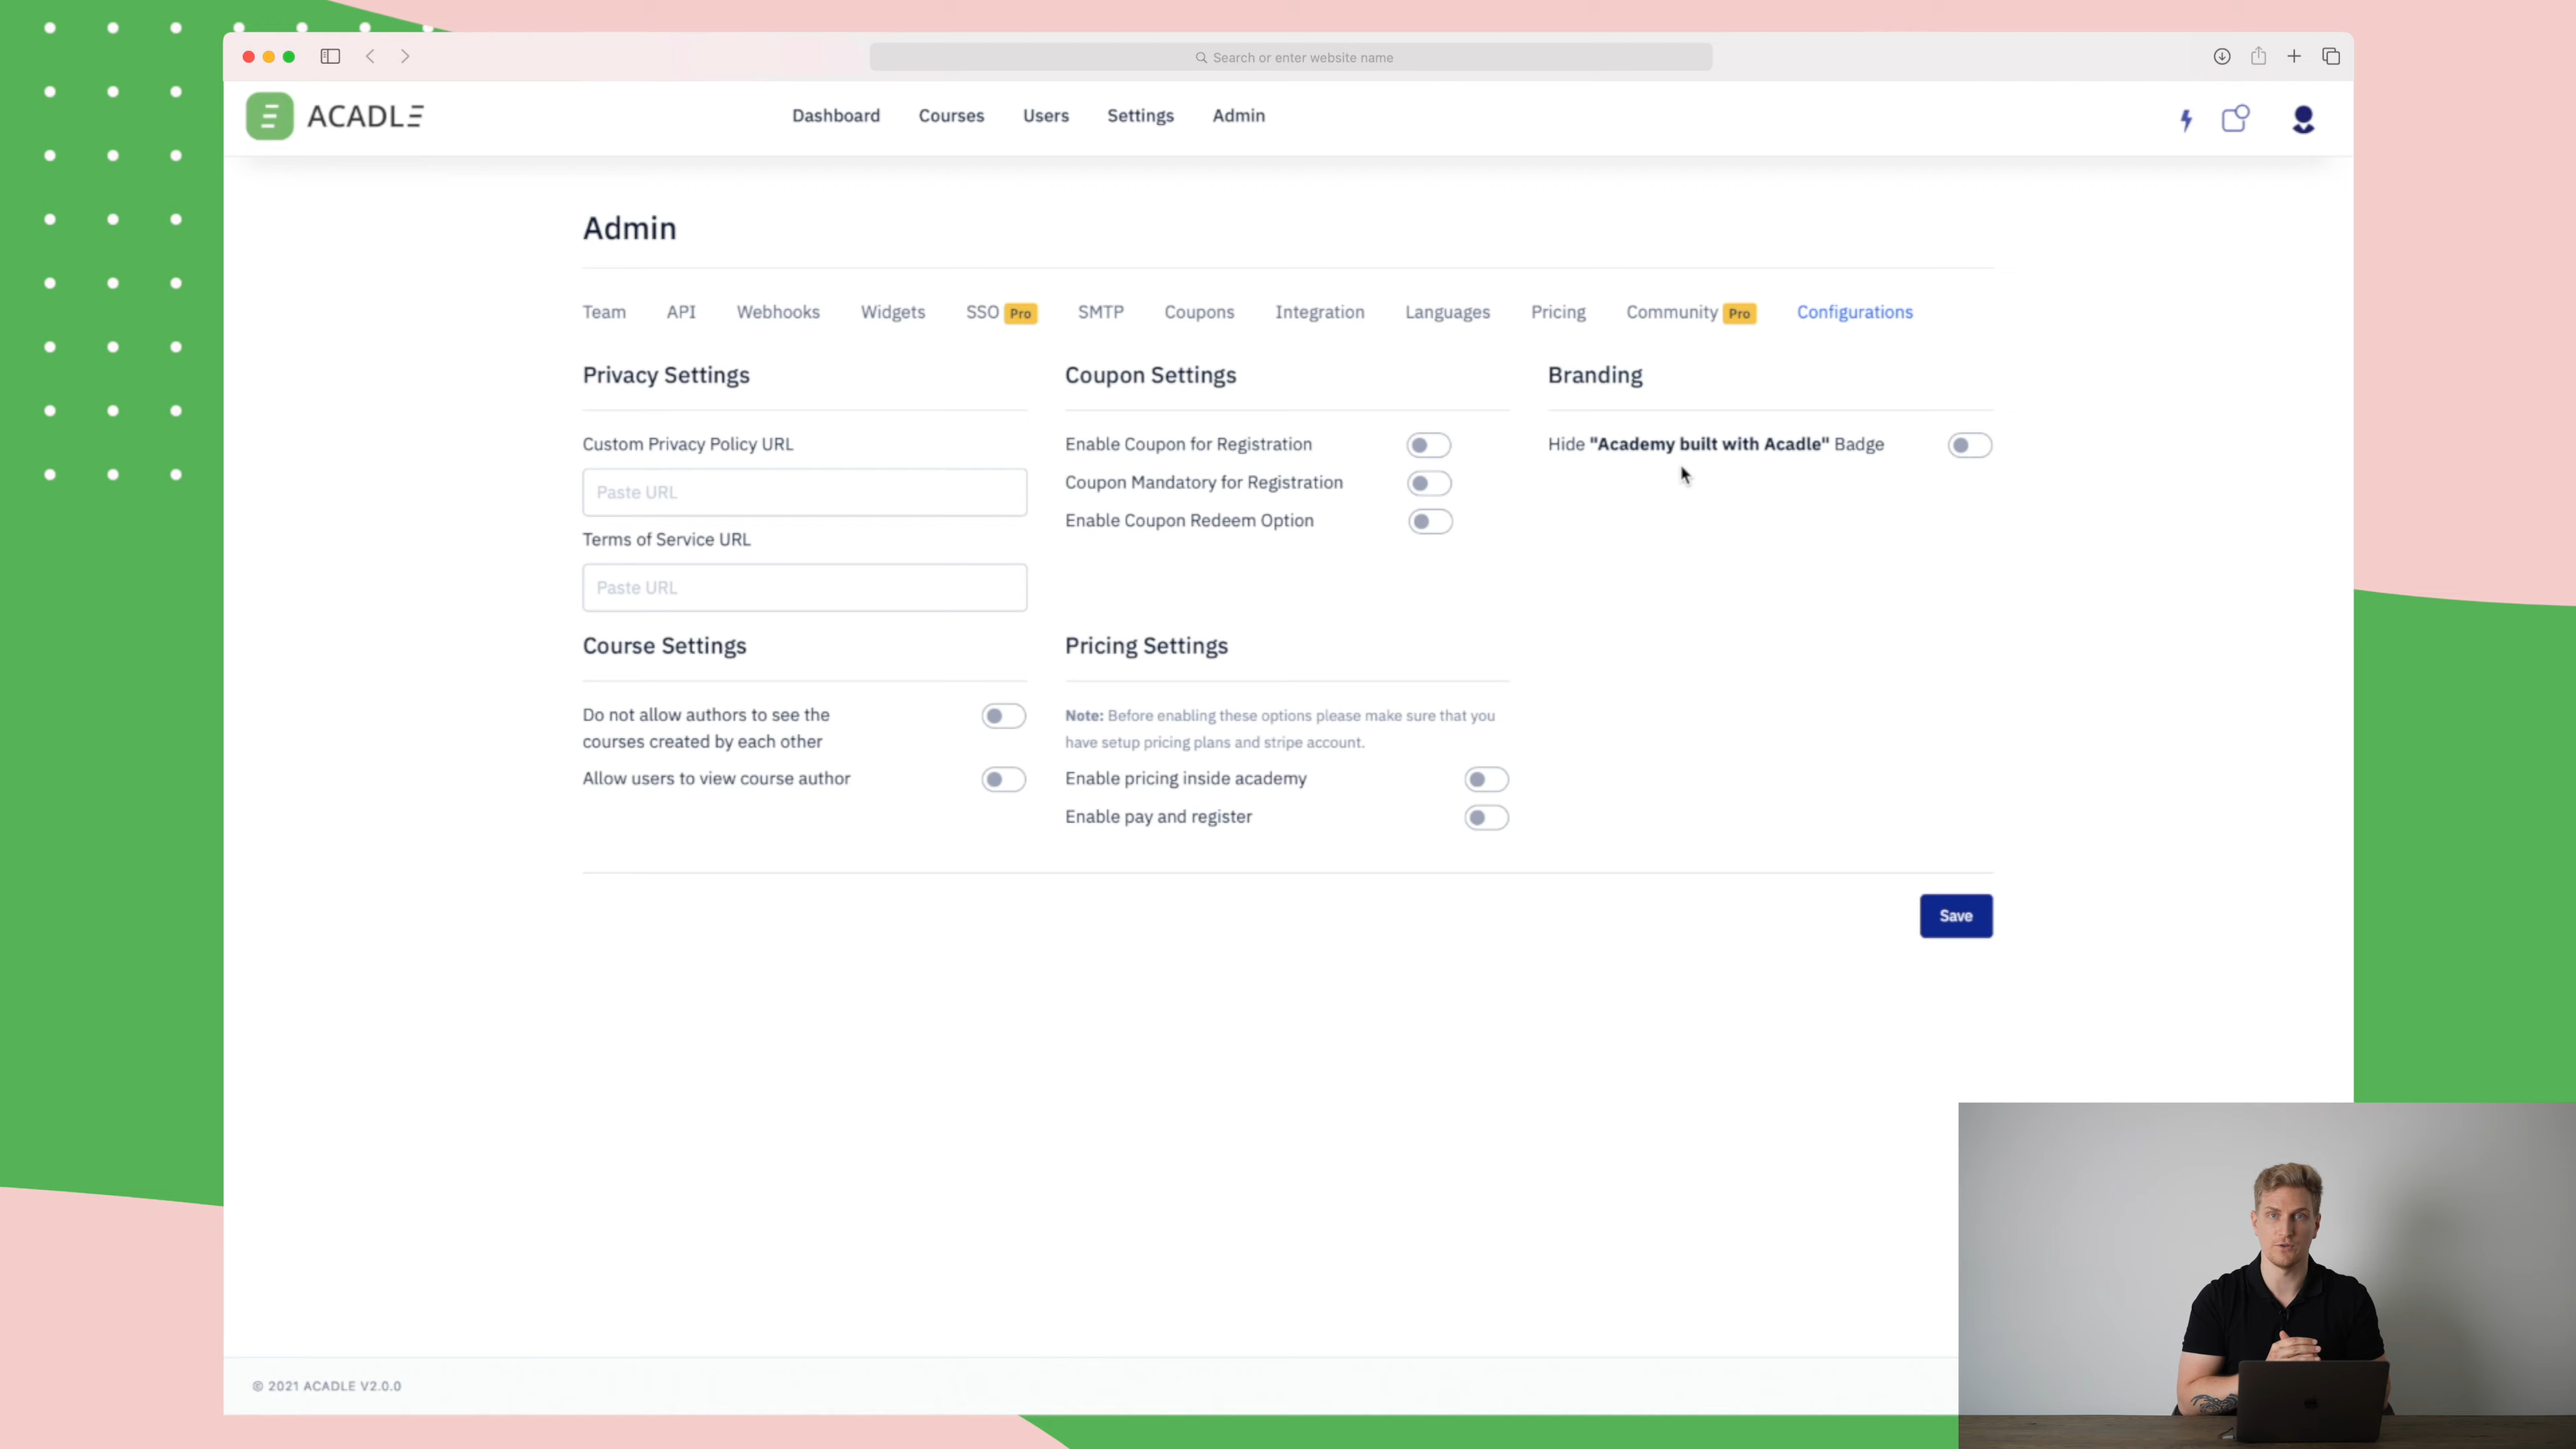 Search or enter website name
ACADLE
Dashboard Courses Users Settings Admin
Admin
Team API Webhooks Widgets SSO Pro SMTP Coupons Integration Languages Pricing Community Pro Configurations
Privacy Settings
Custom Privacy Policy URL
Paste URL
Terms of Service URL
Paste URL
Coupon Settings
Enable Coupon for Registration
Coupon Mandatory for Registration
Enable Coupon Redeem Option
Branding
Hide "Academy built with Acadle" Badge
Course Settings
Do not allow authors to see the
courses created by each other
Allow users to view course author
Pricing Settings
Note: Before enabling these options please make sure that you
have setup pricing plans and stripe account.
Enable pricing inside academy
Enable pay and register
Save
© 2021 ACADLE V2.0.0